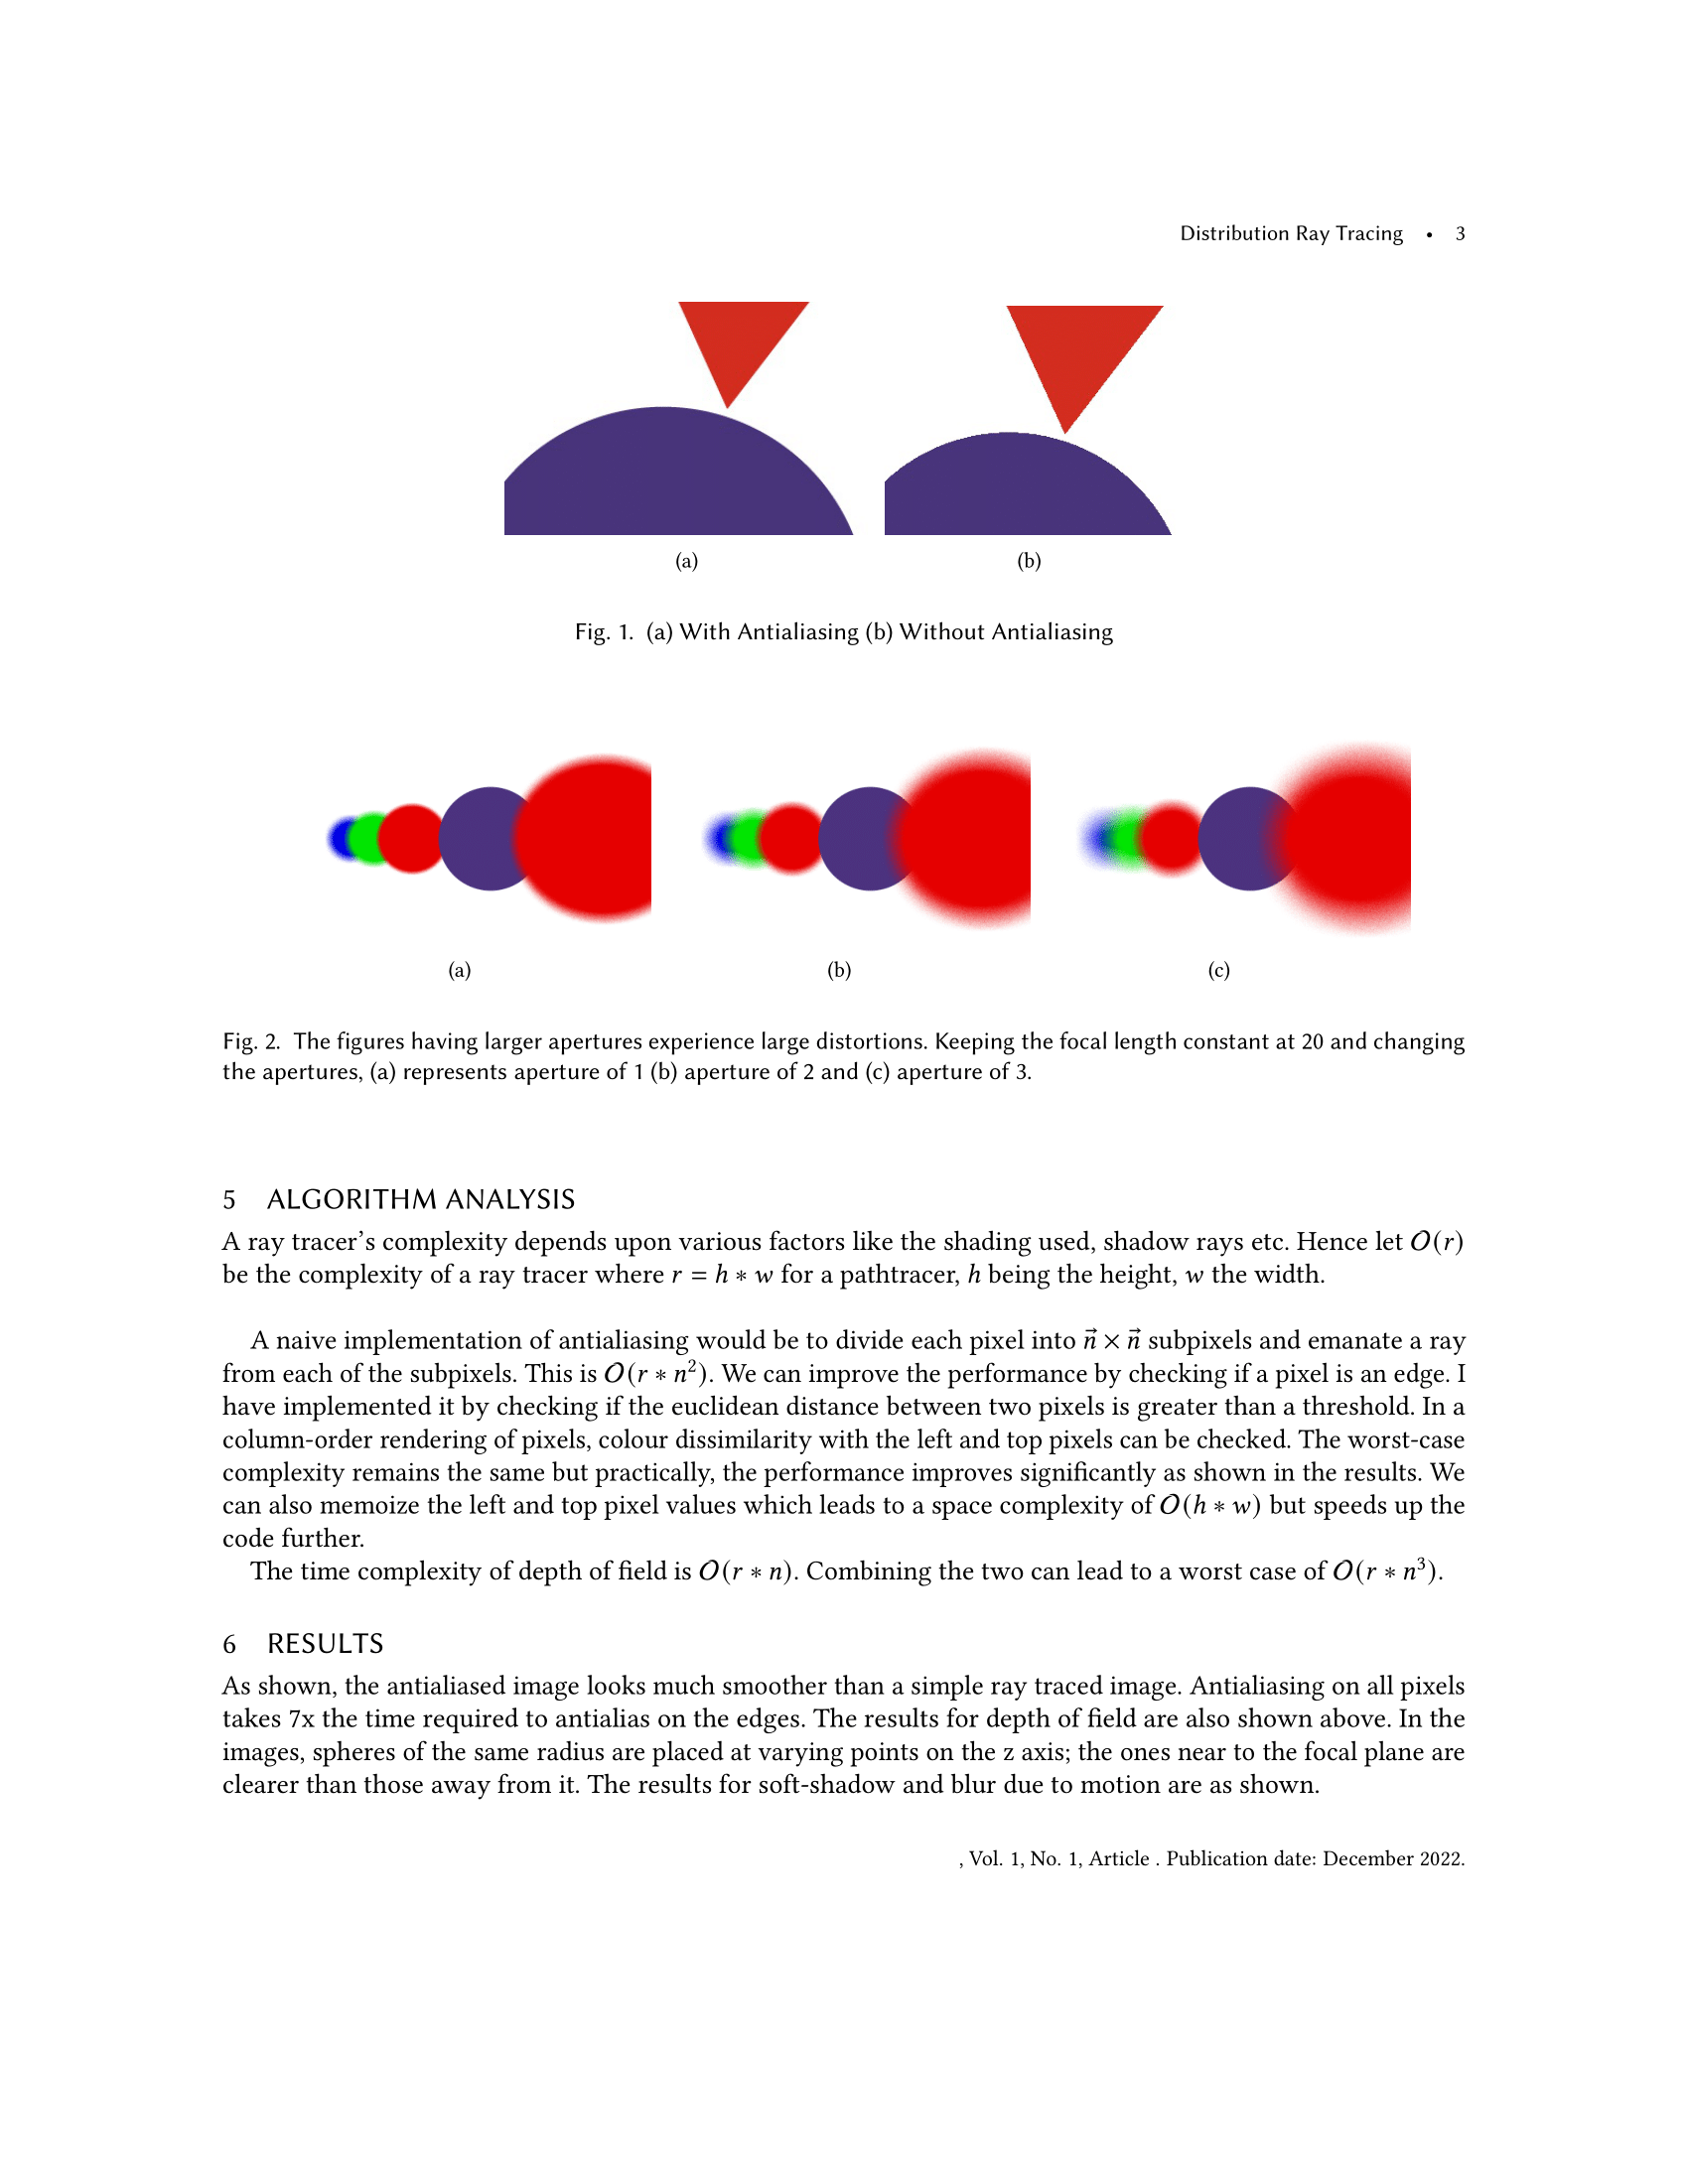 Distribution Ray Tracing • 3
(a)
(b)
Fig. 1. (a) With Antialiasing (b) Without Antialiasing
(a)
(b)
(c)
Fig. 2. The figures having larger apertures experience large distortions. Keeping the focal length constant at 20 and changing
the apertures, (a) represents aperture of 1 (b) aperture of 2 and (c) aperture of 3.
5 ALGORITHM ANALYSIS
A ray tracer’s complexity depends upon various factors like the shading used, shadow rays etc. Hence let O(r)
be the complexity of a ray tracer where r = h ∗ w for a pathtracer, h being the height, w the width.
A naive implementation of antialiasing would be to divide each pixel into n⃗ × n⃗ subpixels and emanate a ray
from each of the subpixels. This is O(r ∗ n²). We can improve the performance by checking if a pixel is an edge. I
have implemented it by checking if the euclidean distance between two pixels is greater than a threshold. In a
column-order rendering of pixels, colour dissimilarity with the left and top pixels can be checked. The worst-case
complexity remains the same but practically, the performance improves significantly as shown in the results. We
can also memoize the left and top pixel values which leads to a space complexity of O(h ∗ w) but speeds up the
code further.
The time complexity of depth of field is O(r ∗ n). Combining the two can lead to a worst case of O(r ∗ n³).
6 RESULTS
As shown, the antialiased image looks much smoother than a simple ray traced image. Antialiasing on all pixels
takes 7x the time required to antialias on the edges. The results for depth of field are also shown above. In the
images, spheres of the same radius are placed at varying points on the z axis; the ones near to the focal plane are
clearer than those away from it. The results for soft-shadow and blur due to motion are as shown.
, Vol. 1, No. 1, Article . Publication date: December 2022.